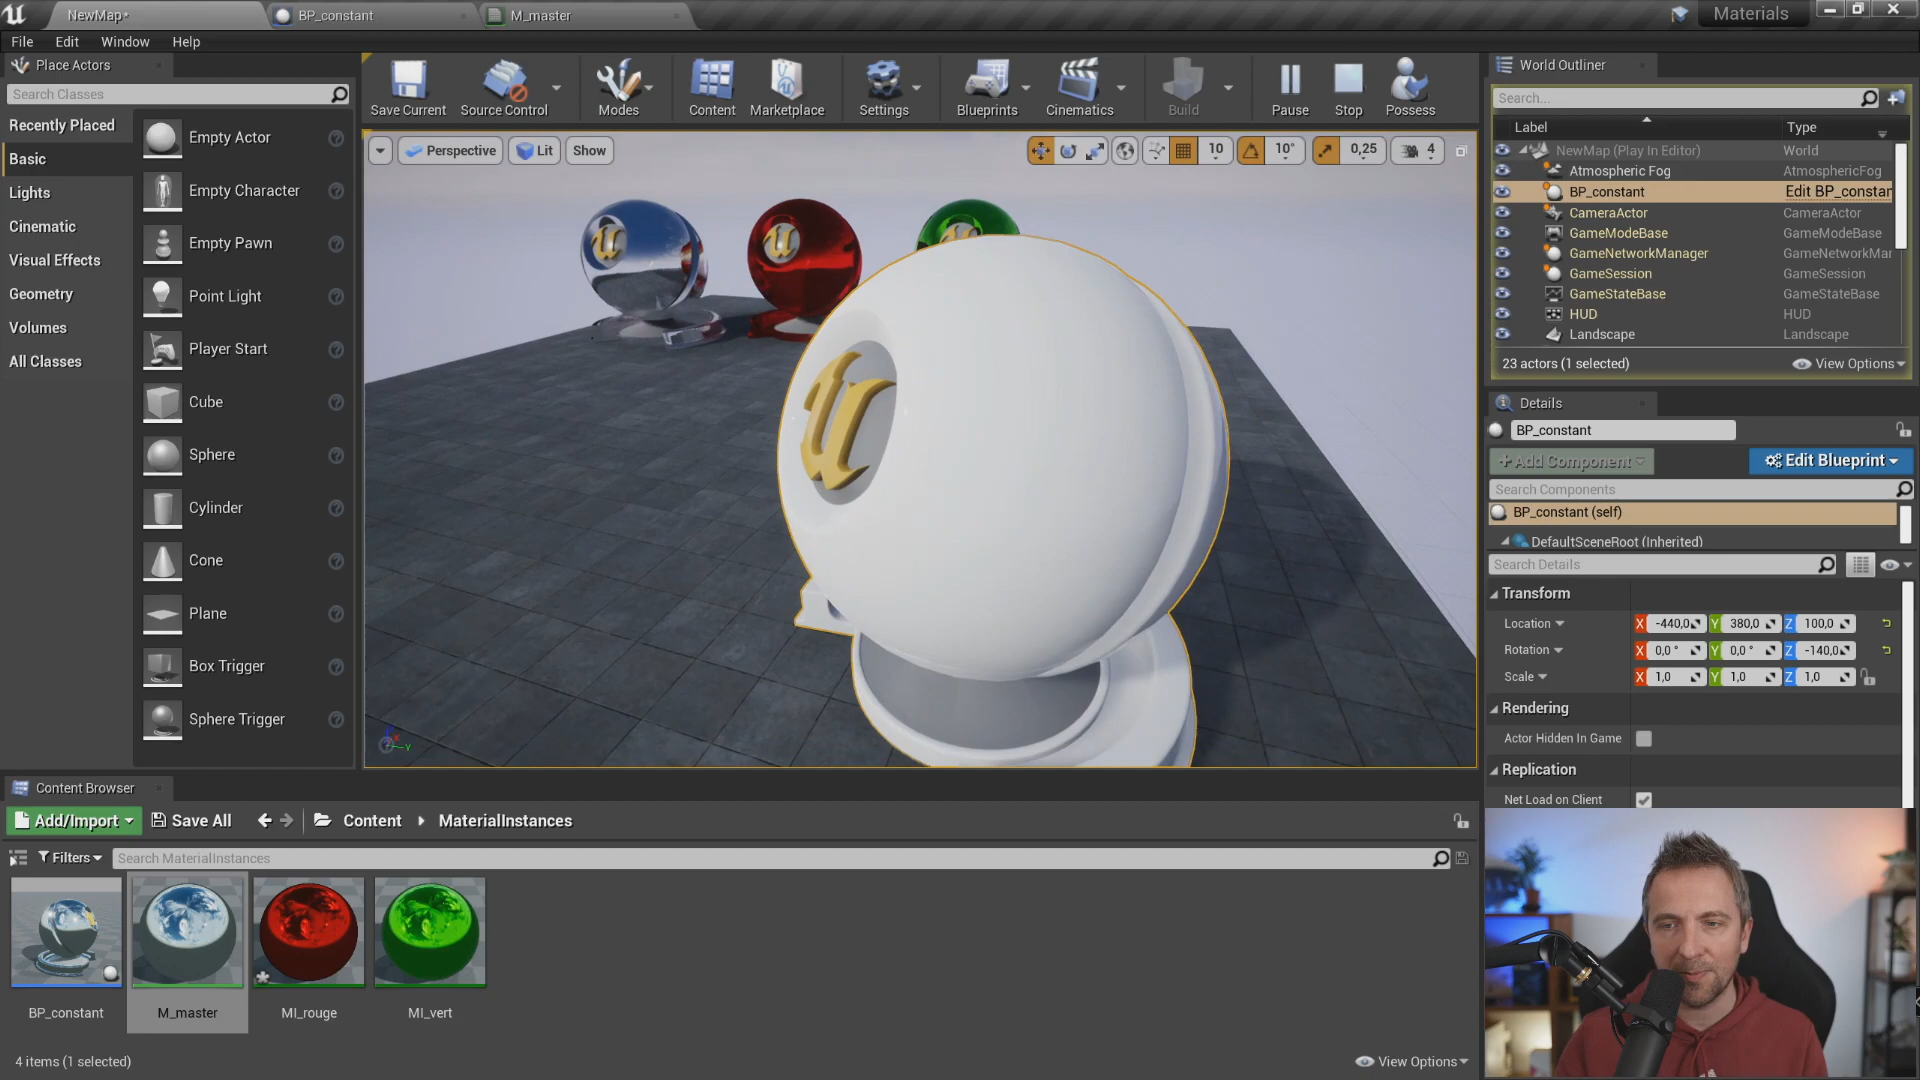 NewMap*
BP_constant
M_master
Materials
File
Edit
Window
Help
Place Actors
Search Classes
Recently Placed
Basic
Lights
Cinematic
Visual Effects
Geometry
Volumes
All Classes
Empty Actor
Empty Character
Empty Pawn
Point Light
Player Start
Cube
Sphere
Cylinder
Cone
Plane
Box Trigger
Sphere Trigger
Save Current
Source Control
Modes
Content
Marketplace
Settings
Blueprints
Cinematics
Build
Pause
Stop
Possess
Perspective
Lit
Show
10
10°
0,25
4
World Outliner
Search...
Label
Type
NewMap (Play In Editor)
World
Atmospheric Fog
AtmosphericFog
BP_constant
Edit BP_constan
CameraActor
CameraActor
GameModeBase
GameModeBase
GameNetworkManager
GameNetworkMar
GameSession
GameSession
GameStateBase
GameStateBase
HUD
HUD
Landscape
Landscape
23 actors (1 selected)
View Options
Details
BP_constant
+ Add Component
Edit Blueprint
Search Components
BP_constant (self)
DefaultSceneRoot (Inherited)
Search Details
Transform
Location
X -440,0
Y 380,0
Z 100,0
Rotation
X 0,0 °
Y 0,0 °
Z -140,0
Scale
X 1,0
Y 1,0
Z 1,0
Rendering
Actor Hidden In Game
Replication
Net Load on Client
Content Browser
Add/Import
Save All
Content
MaterialInstances
Filters
Search MaterialInstances
BP_constant
M_master
MI_rouge
MI_vert
4 items (1 selected)
View Options